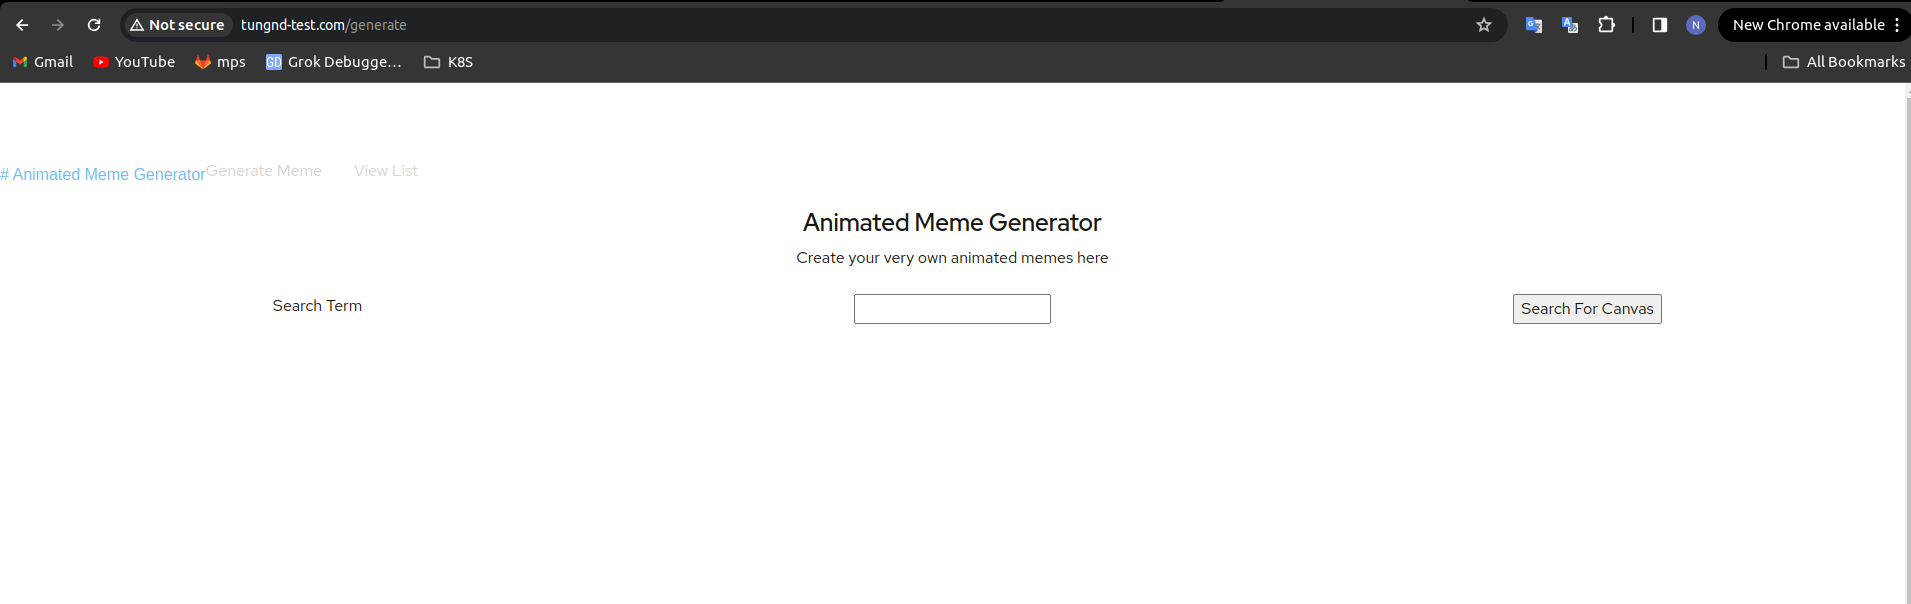 Not secure tungnd-test.com/generate New Chrome available
Gmail YouTube mps GD Grok Debugge... K8S All Bookmarks
# Animated Meme Generator Generate Meme View List
Animated Meme Generator
Create your very own animated memes here
Search Term Search For Canvas